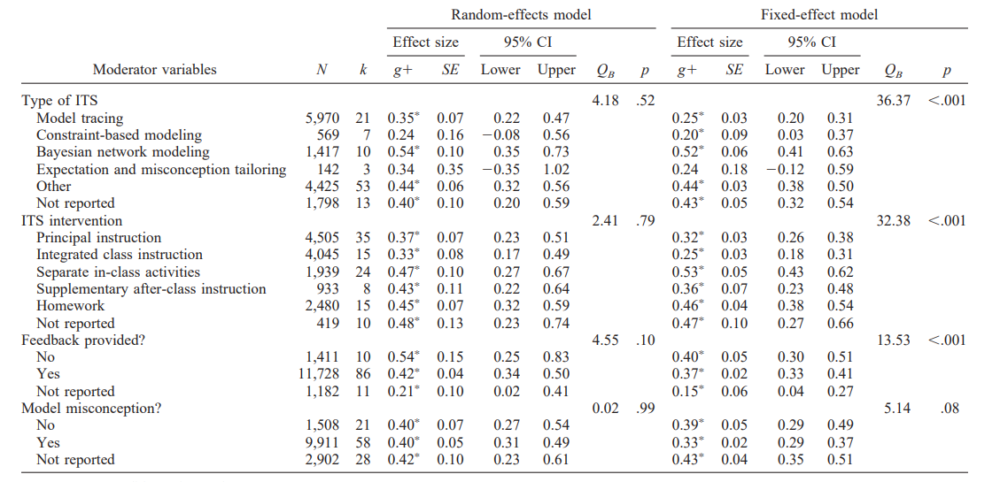 Random-effects model Fixed-effect model
Effect size 95% CI Effect size 95% CI
Moderator variables N k g+ SE Lower Upper QB p g+ SE Lower Upper QB p
Type of ITS 4.18 .52 36.37 <.001
Model tracing 5,970 21 0.35* 0.07 0.22 0.47 0.25* 0.03 0.20 0.31
Constraint-based modeling 569 7 0.24 0.16 −0.08 0.56 0.20* 0.09 0.03 0.37
Bayesian network modeling 1,417 10 0.54* 0.10 0.35 0.73 0.52* 0.06 0.41 0.63
Expectation and misconception tailoring 142 3 0.34 0.35 −0.35 1.02 0.24 0.18 −0.12 0.59
Other 4,425 53 0.44* 0.06 0.32 0.56 0.44* 0.03 0.38 0.50
Not reported 1,798 13 0.40* 0.10 0.20 0.59 0.43* 0.05 0.32 0.54
ITS intervention 2.41 .79 32.38 <.001
Principal instruction 4,505 35 0.37* 0.07 0.23 0.51 0.32* 0.03 0.26 0.38
Integrated class instruction 4,045 15 0.33* 0.08 0.17 0.49 0.25* 0.03 0.18 0.31
Separate in-class activities 1,939 24 0.47* 0.10 0.27 0.67 0.53* 0.05 0.43 0.62
Supplementary after-class instruction 933 8 0.43* 0.11 0.22 0.64 0.36* 0.07 0.23 0.48
Homework 2,480 15 0.45* 0.07 0.32 0.59 0.46* 0.04 0.38 0.54
Not reported 419 10 0.48* 0.13 0.23 0.74 0.47* 0.10 0.27 0.66
Feedback provided? 4.55 .10 13.53 <.001
No 1,411 10 0.54* 0.15 0.25 0.83 0.40* 0.05 0.30 0.51
Yes 11,728 86 0.42* 0.04 0.34 0.50 0.37* 0.02 0.33 0.41
Not reported 1,182 11 0.21* 0.10 0.02 0.41 0.15* 0.06 0.04 0.27
Model misconception? 0.02 .99 5.14 .08
No 1,508 21 0.40* 0.07 0.27 0.54 0.39* 0.05 0.29 0.49
Yes 9,911 58 0.40* 0.05 0.31 0.49 0.33* 0.02 0.29 0.37
Not reported 2,902 28 0.42* 0.10 0.23 0.61 0.43* 0.04 0.35 0.51